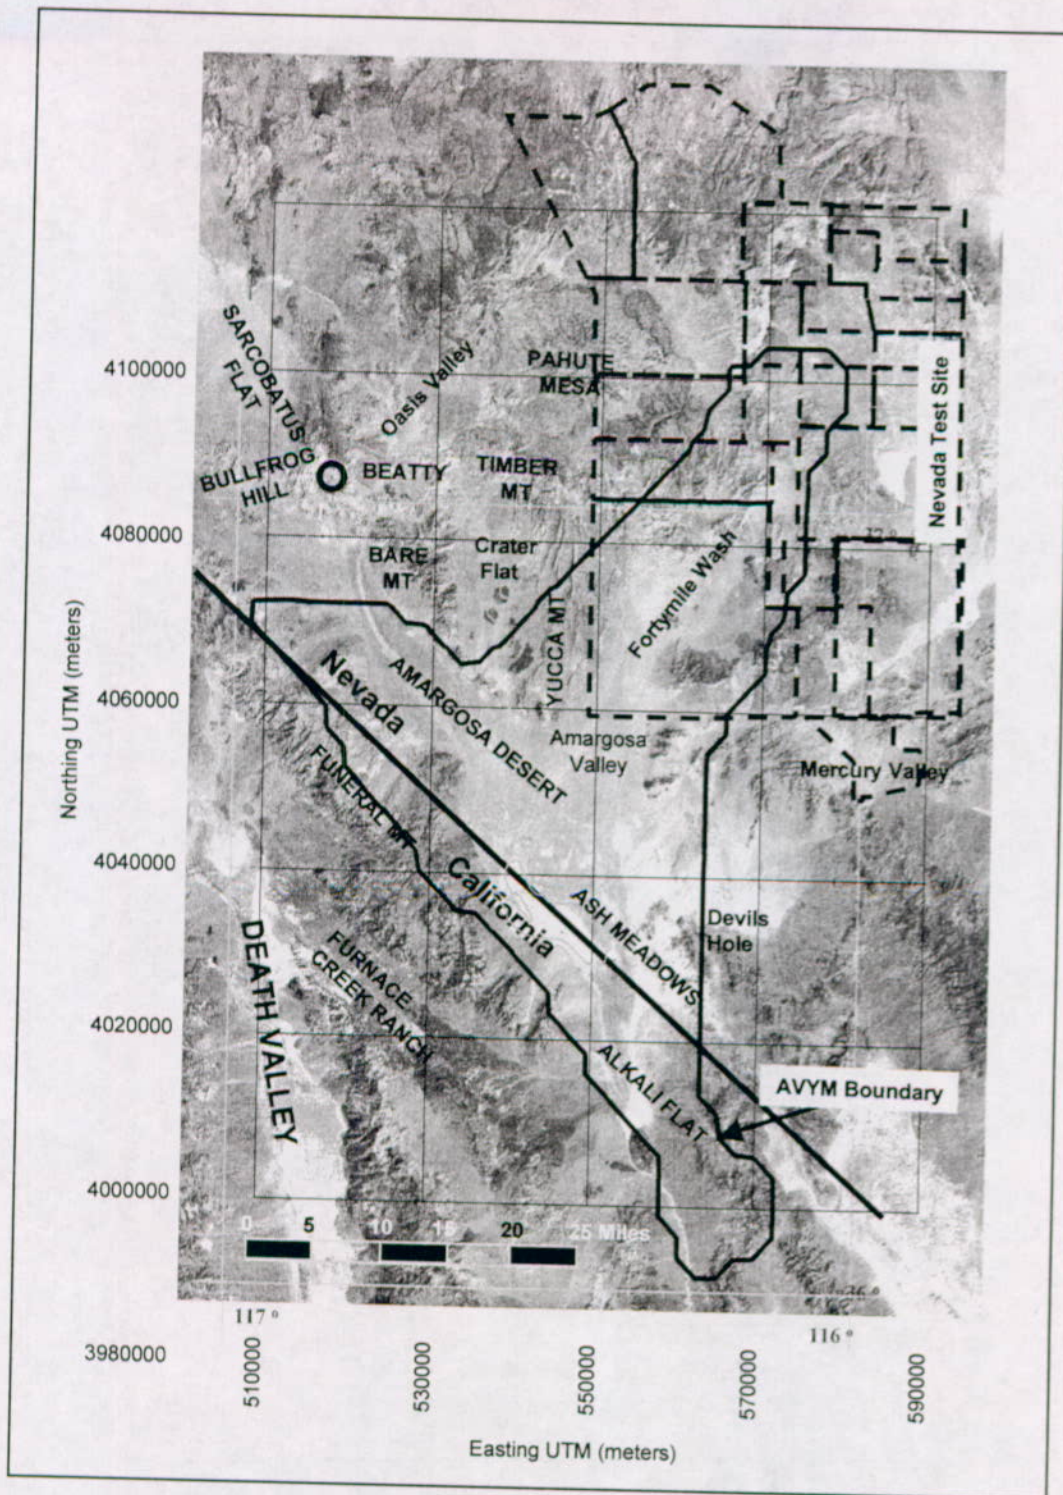 SARCOBATUS
FLAT
Oasis Valley
PAHUTE
MESA
Nevada Test Site
BULLFROG
HILL
BEATTY
TIMBER
MT
BARE
MT
Crater
Flat
YUCCA MT
Fortymile Wash
Nevada
AMARGOSA DESERT
Amargosa
Valley
Mercury Valley
FUNERAL MT
California
ASH MEADOWS
Devils
Hole
DEATH VALLEY
FURNACE
CREEK RANCH
ALKALI FLAT
AVYM Boundary
0 5 10 15 20 25 Miles
36 °
117 °
116 °
Northing UTM (meters)
4100000
4080000
4060000
4040000
4020000
4000000
3980000
510000
530000
550000
570000
590000
Easting UTM (meters)